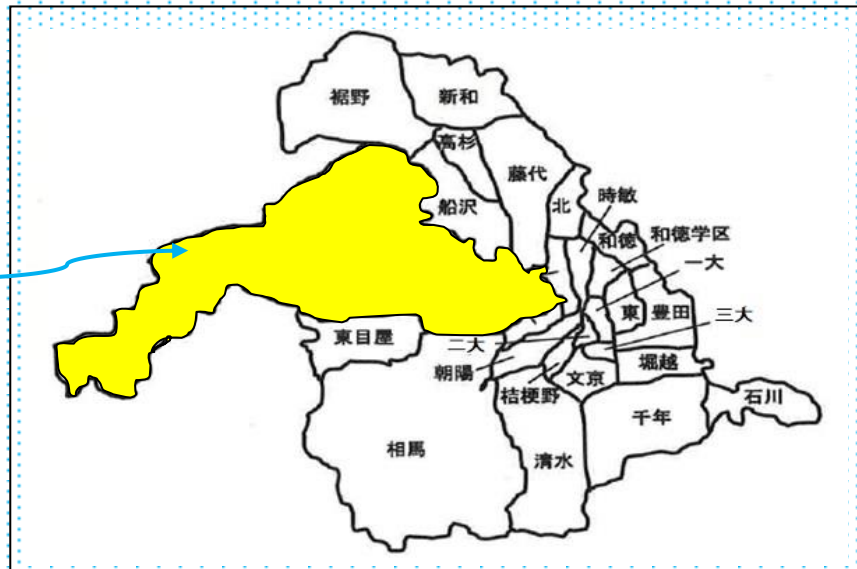 裾野
新和
高杉
藤代
船沢
北
時敏
和徳
和徳学区
一大
東
豊田
三大
東目屋
二大
朝陽
堀越
桔梗野
文京
石川
千年
相馬
清水